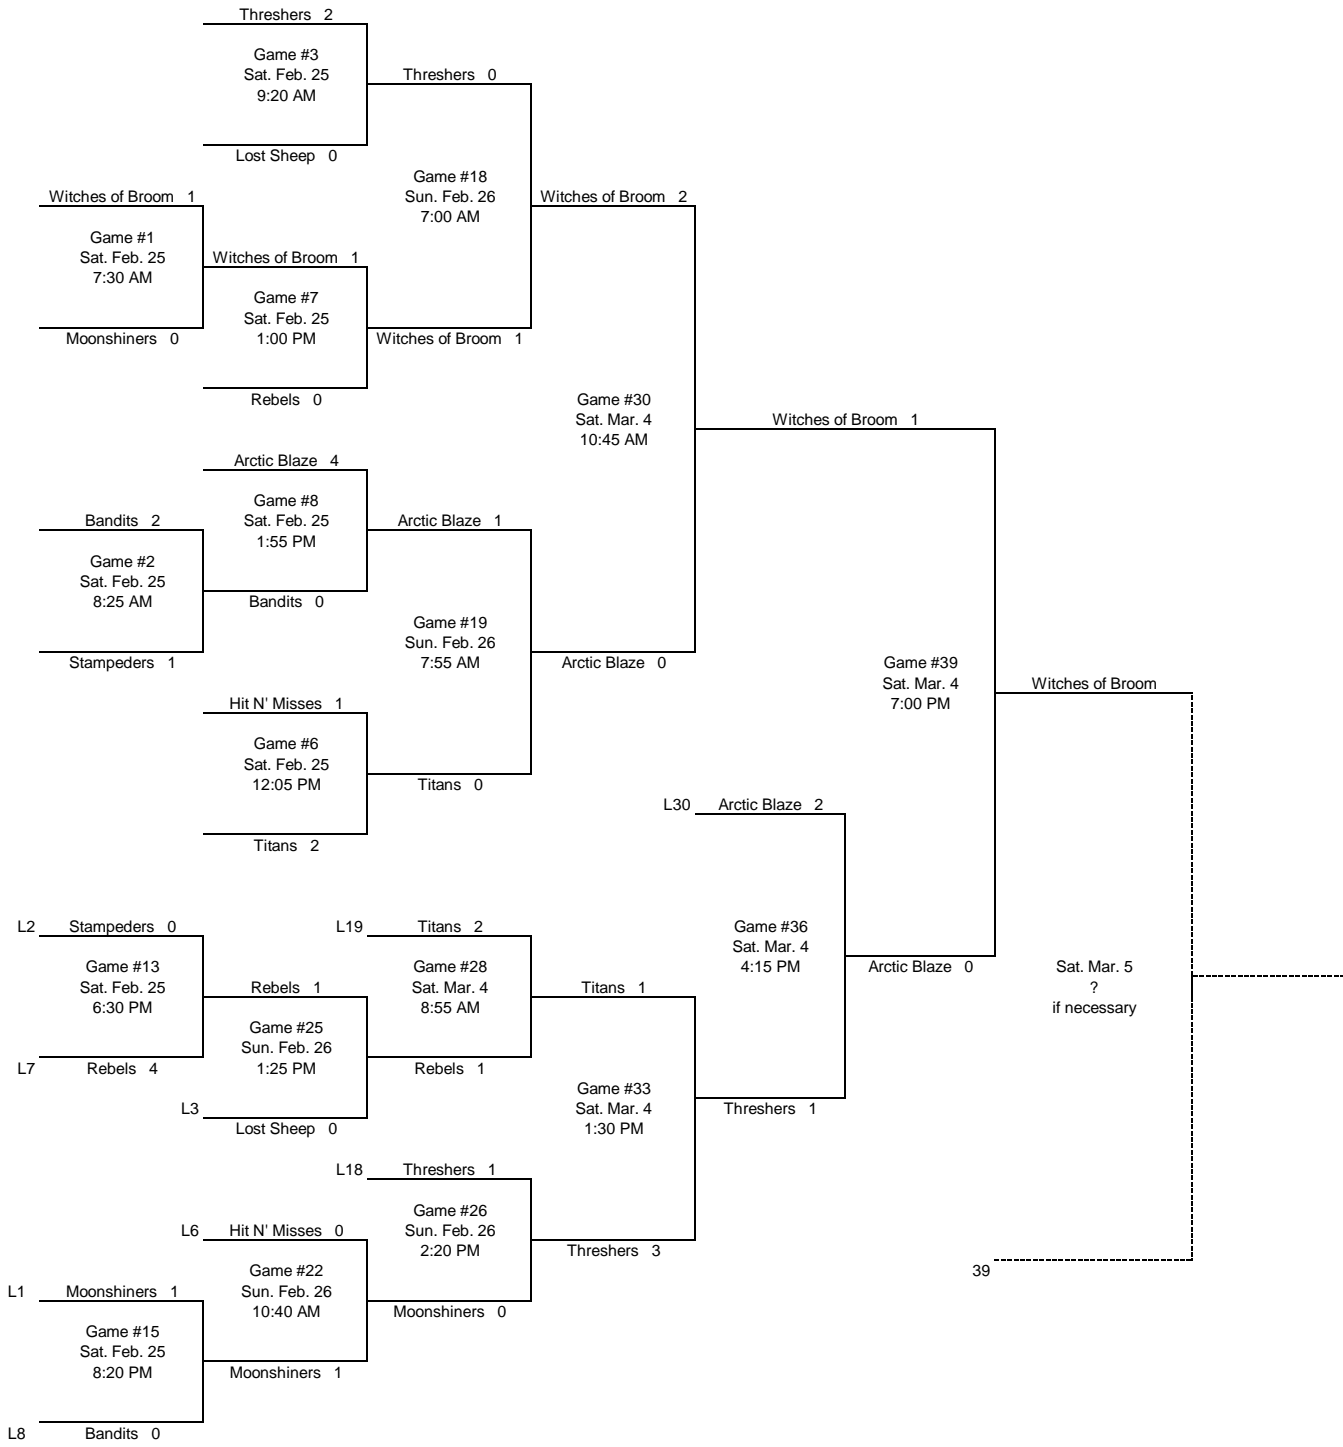 Threshers 2
Game #3
Sat. Feb. 25
9:20 AM
Threshers 0
Lost Sheep 0
Game #18
Sun. Feb. 26
7:00 AM
Witches of Broom 1
Witches of Broom 2
Game #1
Sat. Feb. 25
7:30 AM
Witches of Broom 1
Game #7
Sat. Feb. 25
1:00 PM
Moonshiners 0
Witches of Broom 1
Rebels 0
Game #30
Sat. Mar. 4
10:45 AM
Witches of Broom 1
Arctic Blaze 4
Game #8
Sat. Feb. 25
1:55 PM
Bandits 2
Arctic Blaze 1
Game #2
Sat. Feb. 25
8:25 AM
Bandits 0
Game #19
Sun. Feb. 26
7:55 AM
Stampeders 1
Arctic Blaze 0
Game #39
Sat. Mar. 4
7:00 PM
Witches of Broom
Hit N' Misses 1
Game #6
Sat. Feb. 25
12:05 PM
Titans 0
L30 Arctic Blaze 2
Titans 2
L2 Stampeders 0
L19 Titans 2
Game #36
Sat. Mar. 4
4:15 PM
Game #13
Sat. Feb. 25
6:30 PM
Game #28
Sat. Mar. 4
8:55 AM
Arctic Blaze 0
Sat. Mar. 5
?
if necessary
Rebels 1
Titans 1
Game #25
Sun. Feb. 26
1:25 PM
L7 Rebels 4
Rebels 1
Game #33
Sat. Mar. 4
1:30 PM
L3
Lost Sheep 0
Threshers 1
L18 Threshers 1
Game #26
Sun. Feb. 26
2:20 PM
L6 Hit N' Misses 0
Threshers 3
Game #22
Sun. Feb. 26
10:40 AM
39
L1 Moonshiners 1
Moonshiners 0
Game #15
Sat. Feb. 25
8:20 PM
Moonshiners 1
L8 Bandits 0